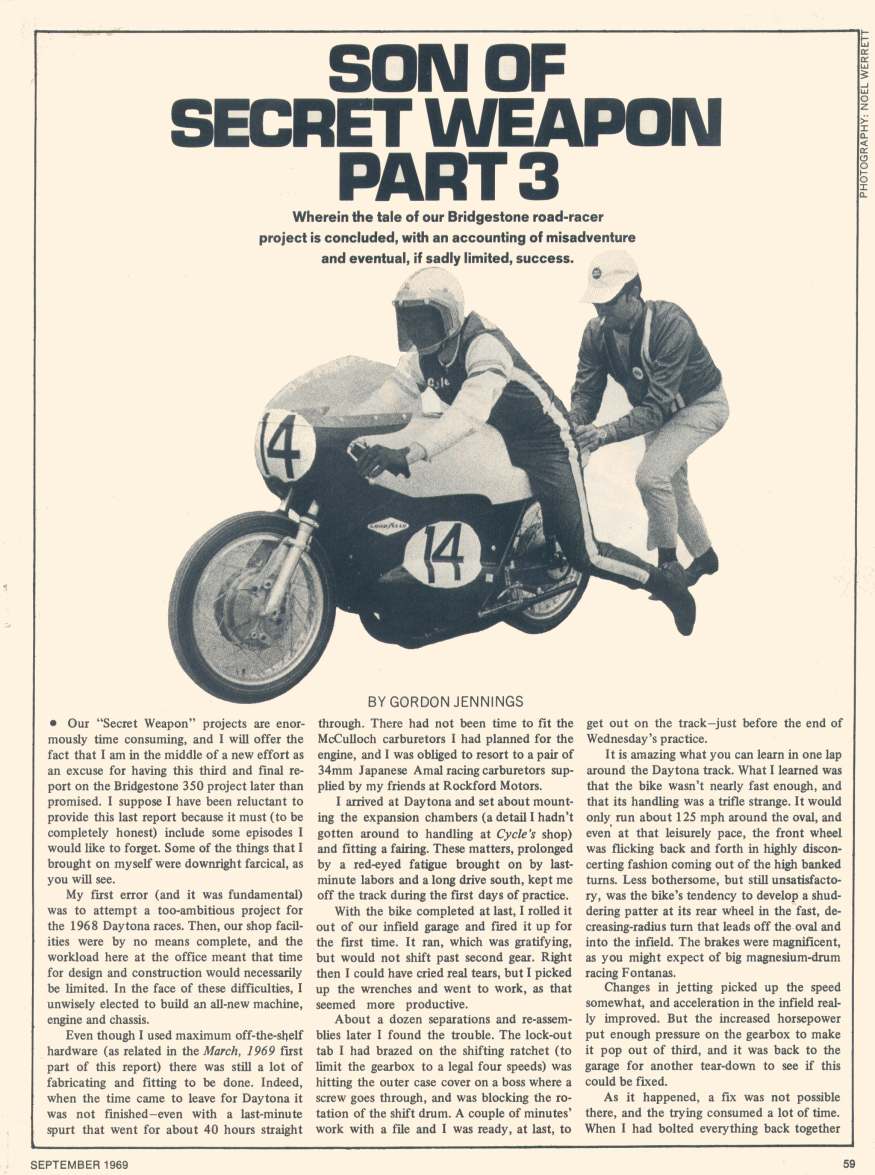 SON OF
SECRET WEAPON
PART 3
Wherein the tale of our Bridgestone road-racer
project is concluded, with an accounting of misadventure
and eventual, if sadly limited, success.
PHOTOGRAPHY: NOEL WERRETT
Cycle
14
GOODYEAR
14
BY GORDON JENNINGS
● Our "Secret Weapon" projects are enor-
mously time consuming, and I will offer the
fact that I am in the middle of a new effort as
an excuse for having this third and final re-
port on the Bridgestone 350 project later than
promised. I suppose I have been reluctant to
provide this last report because it must (to be
completely honest) include some episodes I
would like to forget. Some of the things that I
brought on myself were downright farcical, as
you will see.
My first error (and it was fundamental)
was to attempt a too-ambitious project for
the 1968 Daytona races. Then, our shop facil-
ities were by no means complete, and the
workload here at the office meant that time
for design and construction would necessarily
be limited. In the face of these difficulties, I
unwisely elected to build an all-new machine,
engine and chassis.
Even though I used maximum off-the-shelf
hardware (as related in the March, 1969 first
part of this report) there was still a lot of
fabricating and fitting to be done. Indeed,
when the time came to leave for Daytona it
was not finished—even with a last-minute
spurt that went for about 40 hours straight
through. There had not been time to fit the
McCulloch carburetors I had planned for the
engine, and I was obliged to resort to a pair of
34mm Japanese Amal racing carburetors sup-
plied by my friends at Rockford Motors.
I arrived at Daytona and set about mount-
ing the expansion chambers (a detail I hadn't
gotten around to handling at Cycle's shop)
and fitting a fairing. These matters, prolonged
by a red-eyed fatigue brought on by last-
minute labors and a long drive south, kept me
off the track during the first days of practice.
With the bike completed at last, I rolled it
out of our infield garage and fired it up for
the first time. It ran, which was gratifying,
but would not shift past second gear. Right
then I could have cried real tears, but I picked
up the wrenches and went to work, as that
seemed more productive.
About a dozen separations and re-assem-
blies later I found the trouble. The lock-out
tab I had brazed on the shifting ratchet (to
limit the gearbox to a legal four speeds) was
hitting the outer case cover on a boss where a
screw goes through, and was blocking the ro-
tation of the shift drum. A couple of minutes'
work with a file and I was ready, at last, to
get out on the track—just before the end of
Wednesday's practice.
It is amazing what you can learn in one lap
around the Daytona track. What I learned was
that the bike wasn't nearly fast enough, and
that its handling was a trifle strange. It would
only run about 125 mph around the oval, and
even at that leisurely pace, the front wheel
was flicking back and forth in highly discon-
certing fashion coming out of the high banked
turns. Less bothersome, but still unsatisfacto-
ry, was the bike's tendency to develop a shud-
dering patter at its rear wheel in the fast, de-
creasing-radius turn that leads off the oval and
into the infield. The brakes were magnificent,
as you might expect of big magnesium-drum
racing Fontanas.
Changes in jetting picked up the speed
somewhat, and acceleration in the infield real-
ly improved. But the increased horsepower
put enough pressure on the gearbox to make
it pop out of third, and it was back to the
garage for another tear-down to see if this
could be fixed.
As it happened, a fix was not possible
there, and the trying consumed a lot of time.
When I had bolted everything back together
SEPTEMBER 1969
59